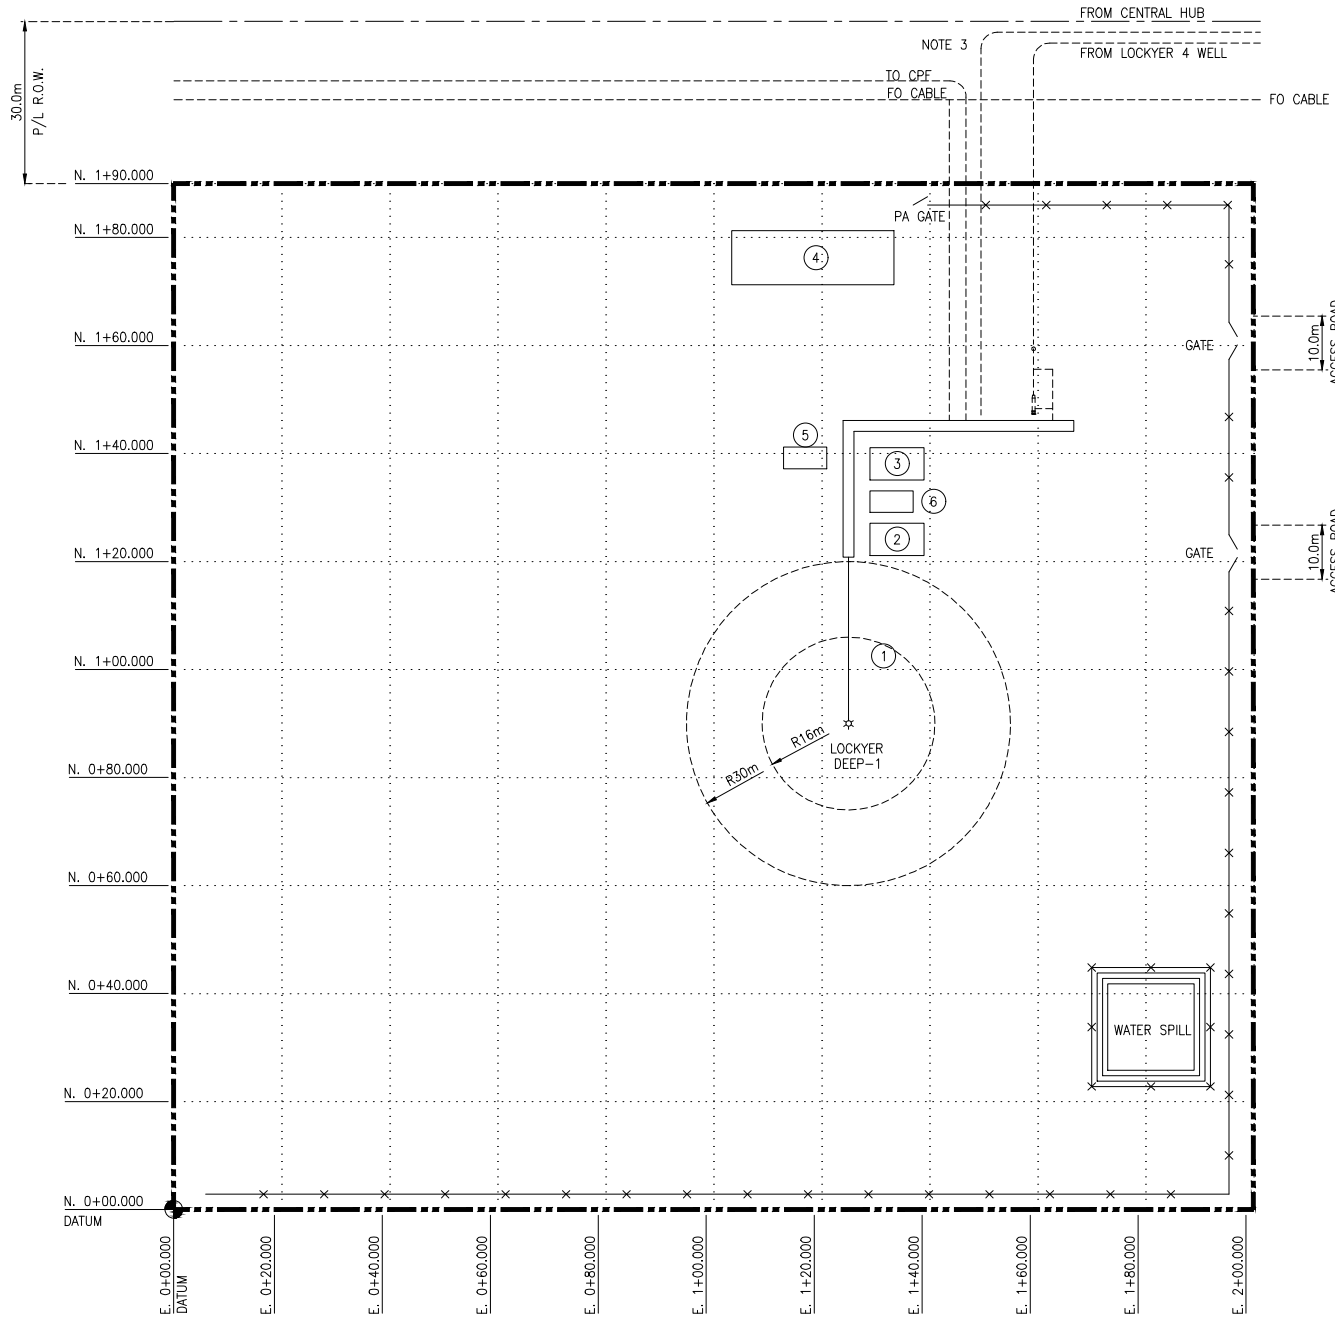 FROM CENTRAL HUB
NOTE 3
FROM LOCKYER 4 WELL
TO CPF
FO CABLE
FO CABLE
30.0m
P/L R.O.W.
N. 1+90.000
PA GATE
N. 1+80.000
4
N. 1+60.000
GATE
10.0m
ACCESS ROAD
5
N. 1+40.000
3
6
2
N. 1+20.000
GATE
10.0m
ACCESS ROAD
1
N. 1+00.000
R16m
LOCKYER
DEEP-1
N. 0+80.000
R30m
N. 0+60.000
N. 0+40.000
WATER SPILL
N. 0+20.000
N. 0+00.000
DATUM
E. 0+00.000
DATUM
E. 0+20.000
E. 0+40.000
E. 0+60.000
E. 0+80.000
E. 1+00.000
E. 1+20.000
E. 1+40.000
E. 1+60.000
E. 1+80.000
E. 2+00.000